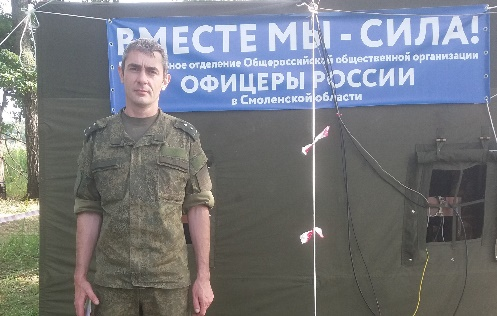 ВМЕСТЕ МЫ - СИЛА!
ное отделение Общероссийской общественной организации
ОФИЦЕРЫ РОССИИ
в Смоленской области